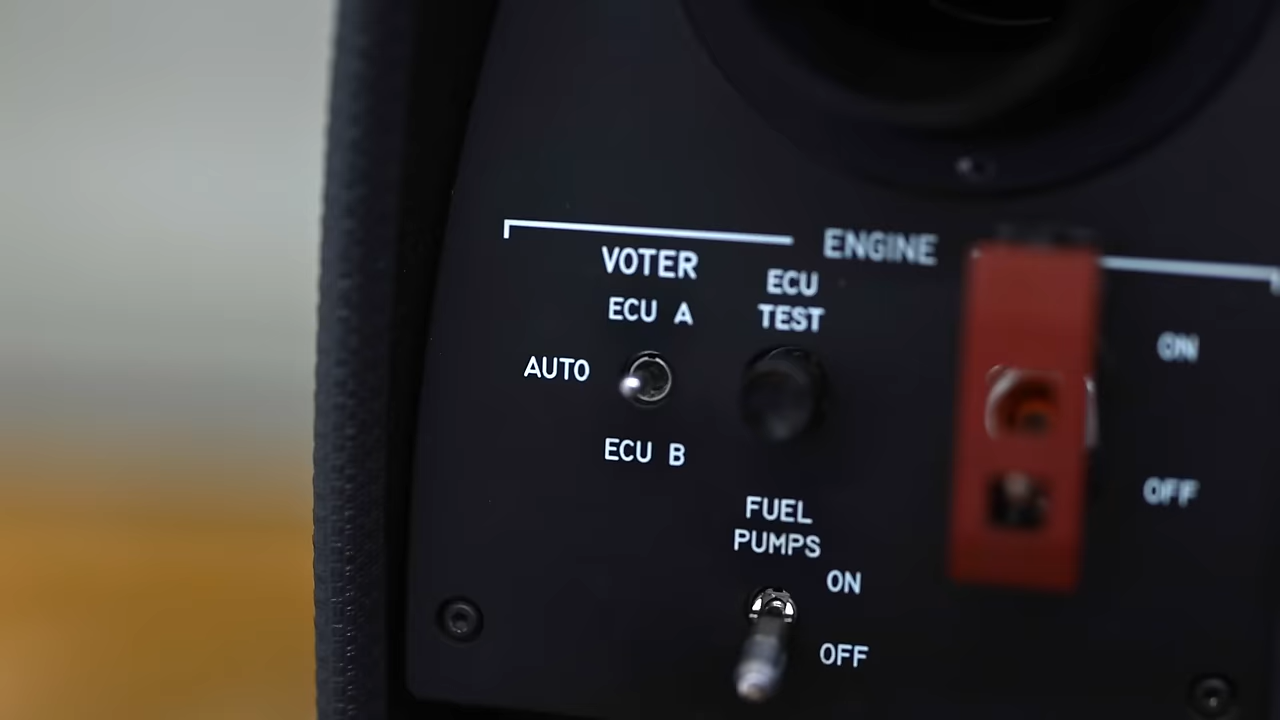 ENGINE
VOTER
ECU A
AUTO
ECU B
ECU
TEST
ON
OFF
FUEL
PUMPS
ON
OFF